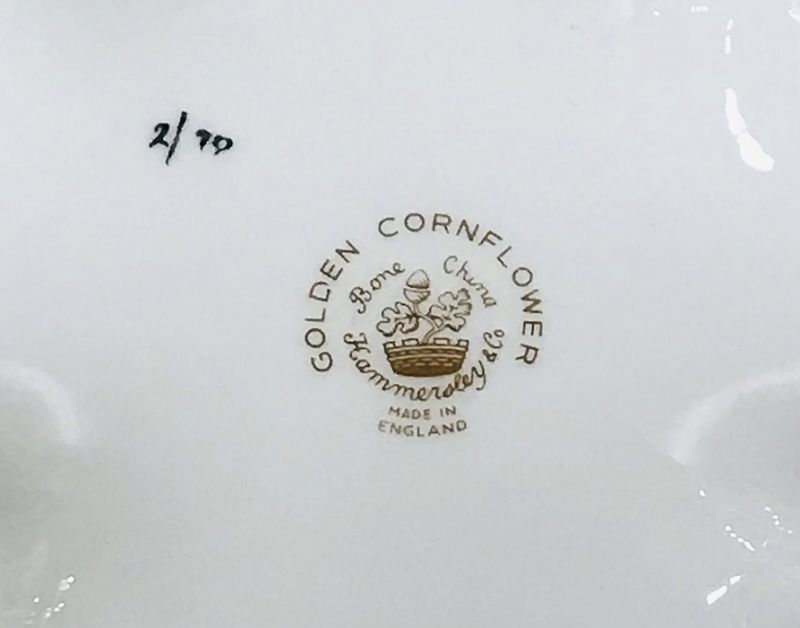 2/70
GOLDEN CORNFLOWER
Bone China
Hammersley & Co
MADE IN
ENGLAND